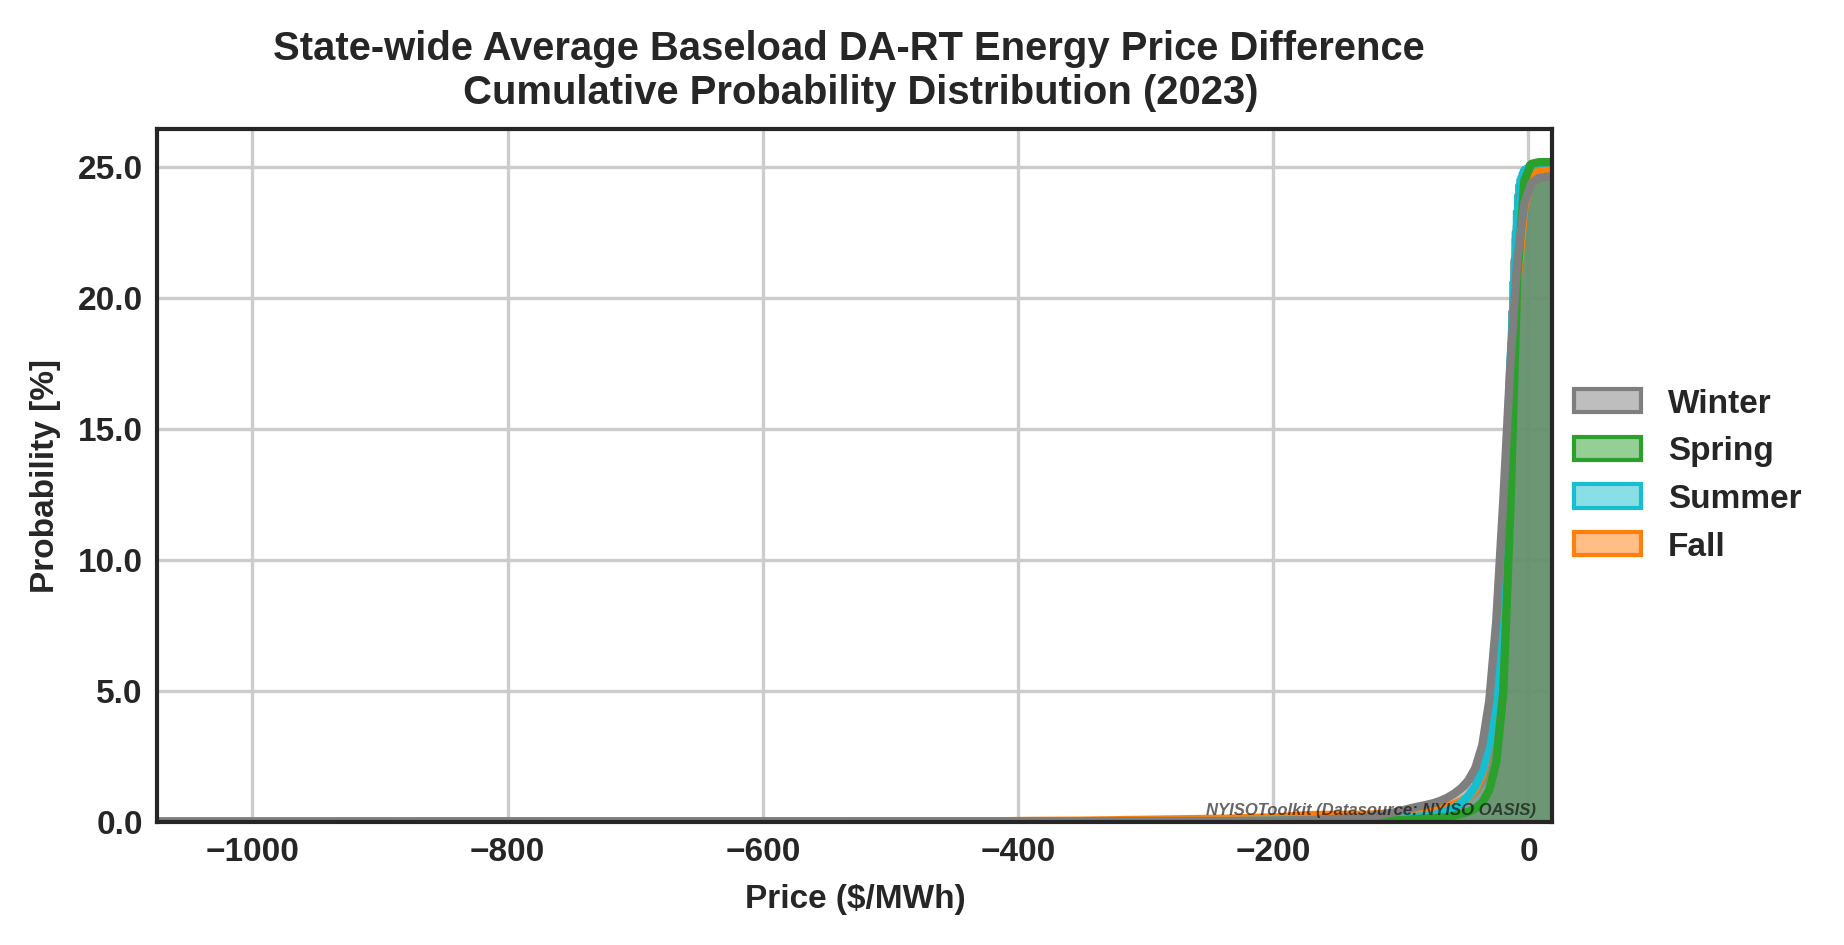 State-wide Average Baseload DA-RT Energy Price Difference
Cumulative Probability Distribution (2023)
25.0
20.0
15.0
10.0
5.0
0.0
Probability [%]
Winter
Spring
Summer
Fall
NYISOToolkit (Datasource: NYISO OASIS)
−1000
−800
−600
−400
−200
0
Price ($/MWh)